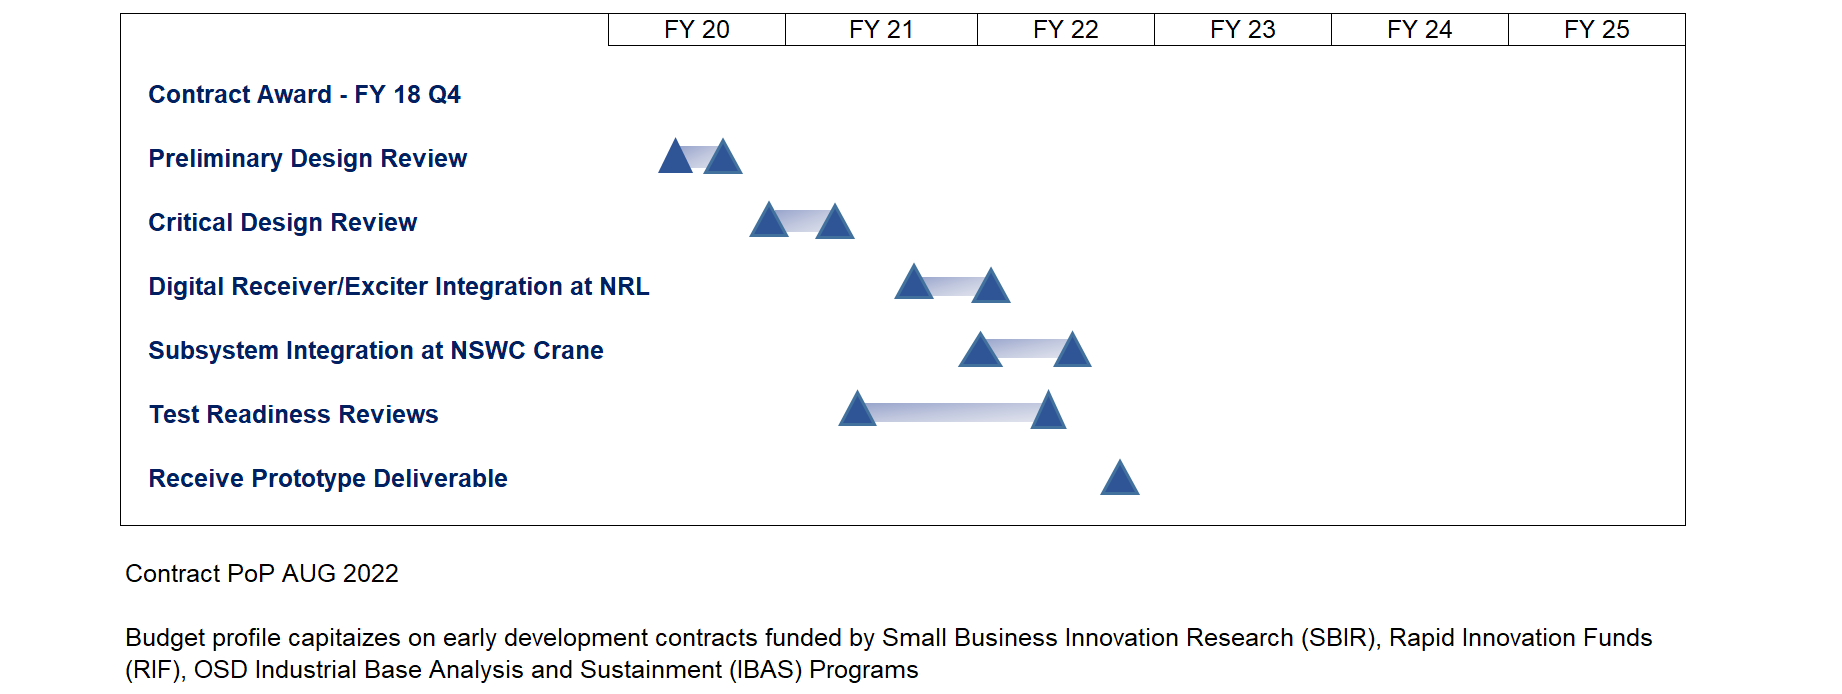 FY 20 FY 21 FY 22 FY 23 FY 24 FY 25
Contract Award - FY 18 Q4
Preliminary Design Review
Critical Design Review
Digital Receiver/Exciter Integration at NRL
Subsystem Integration at NSWC Crane
Test Readiness Reviews
Receive Prototype Deliverable
Contract PoP AUG 2022
Budget profile capitaizes on early development contracts funded by Small Business Innovation Research (SBIR), Rapid Innovation Funds
(RIF), OSD Industrial Base Analysis and Sustainment (IBAS) Programs